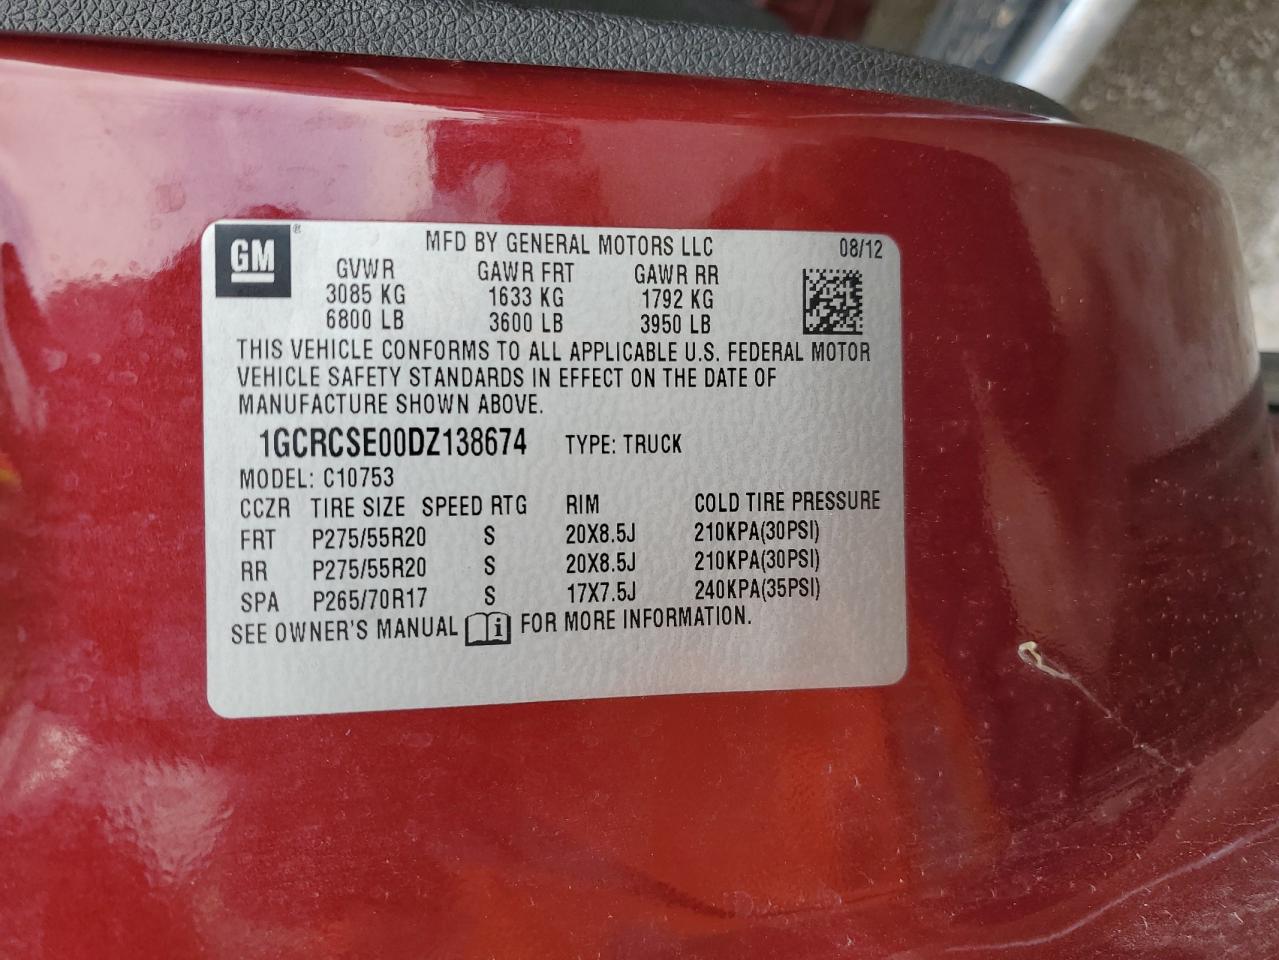 GM ® MFD BY GENERAL MOTORS LLC 08/12
GVWR GAWR FRT GAWR RR
3085 KG 1633 KG 1792 KG
6800 LB 3600 LB 3950 LB
THIS VEHICLE CONFORMS TO ALL APPLICABLE U.S. FEDERAL MOTOR
VEHICLE SAFETY STANDARDS IN EFFECT ON THE DATE OF
MANUFACTURE SHOWN ABOVE.
1GCRCSE00DZ138674 TYPE: TRUCK
MODEL: C10753
CCZR TIRE SIZE SPEED RTG RIM COLD TIRE PRESSURE
FRT P275/55R20 S 20X8.5J 210KPA(30PSI)
RR P275/55R20 S 20X8.5J 210KPA(30PSI)
SPA P265/70R17 S 17X7.5J 240KPA(35PSI)
SEE OWNER'S MANUAL i FOR MORE INFORMATION.